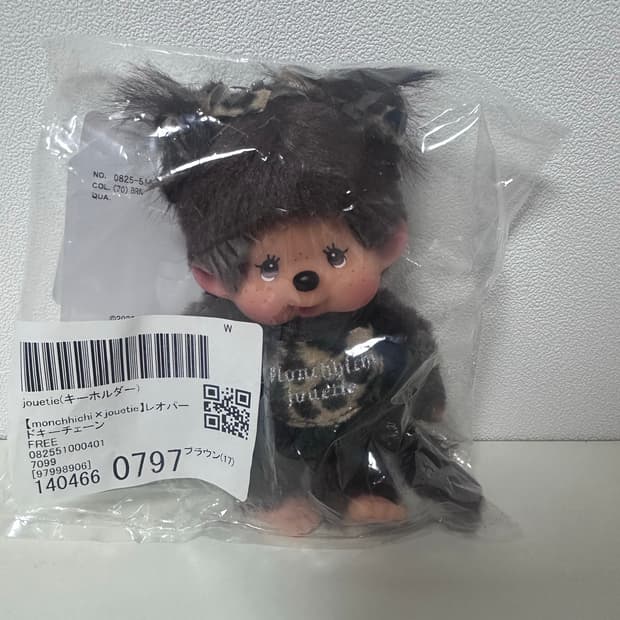 NO. 0825-5
COL. (70) BRN
QUA.
W
jouetie(キーホルダー)
【monchhichi×jouetie】レオパー
ドキーチェーン
FREE
082551000401
7099
[97998906]
140466 0797 ブラウン(17)
Monchhichi
jouetie